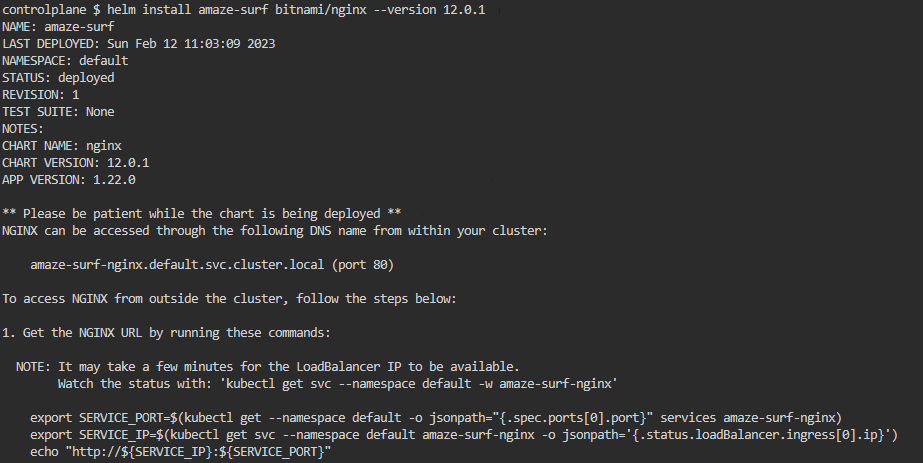 controlplane $ helm install amaze-surf bitnami/nginx --version 12.0.1
NAME: amaze-surf
LAST DEPLOYED: Sun Feb 12 11:03:09 2023
NAMESPACE: default
STATUS: deployed
REVISION: 1
TEST SUITE: None
NOTES:
CHART NAME: nginx
CHART VERSION: 12.0.1
APP VERSION: 1.22.0
** Please be patient while the chart is being deployed **
NGINX can be accessed through the following DNS name from within your cluster:
amaze-surf-nginx.default.svc.cluster.local (port 80)
To access NGINX from outside the cluster, follow the steps below:
1. Get the NGINX URL by running these commands:
NOTE: It may take a few minutes for the LoadBalancer IP to be available.
Watch the status with: 'kubectl get svc --namespace default -w amaze-surf-nginx'
export SERVICE_PORT=$(kubectl get --namespace default -o jsonpath="{.spec.ports[0].port}" services amaze-surf-nginx)
export SERVICE_IP=$(kubectl get svc --namespace default amaze-surf-nginx -o jsonpath='{.status.loadBalancer.ingress[0].ip}')
echo "http://${SERVICE_IP}:${SERVICE_PORT}"